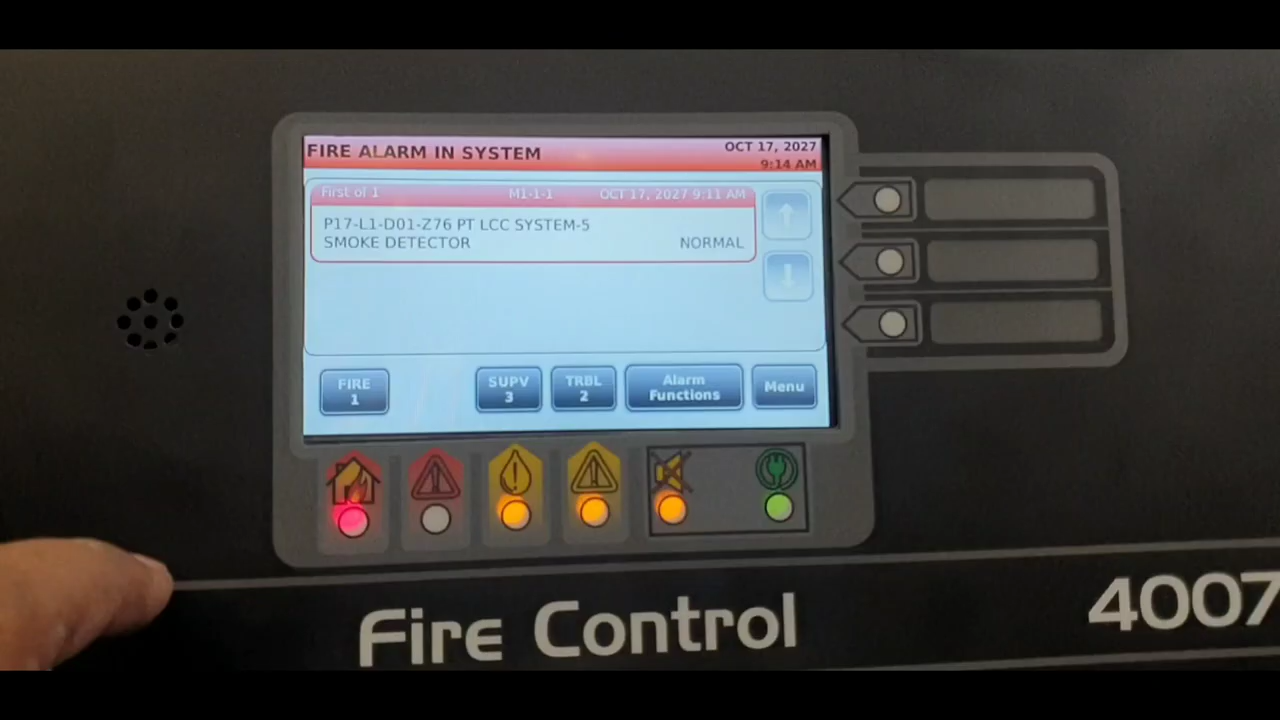 FIRE ALARM IN SYSTEM
OCT 17, 2027
9:14 AM
First of 1 M1-1-1 OCT 17, 2027 9:11 AM
P17-L1-D01-Z76 PT LCC SYSTEM-5
SMOKE DETECTOR NORMAL
FIRE
1
SUPV
3
TRBL
2
Alarm
Functions
Menu
Fire Control
4007